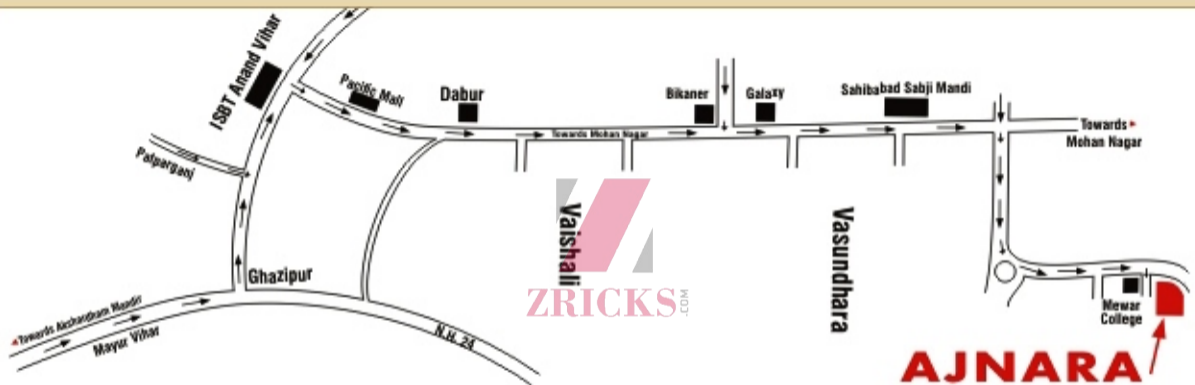 ISBT Anand Vihar
Pacific Mall
Dabur
Bikaner
Galaxy
Sahibabad Sabji Mandi
Towards Mohan Nagar
Towards
Mohan Nagar
Patparganj
Vaishali
Vasundhara
Ghazipur
ZRICKS.COM
Towards Akshardham Mandir
Mayur Vihar
N.H. 24
Mewar
College
AJNARA